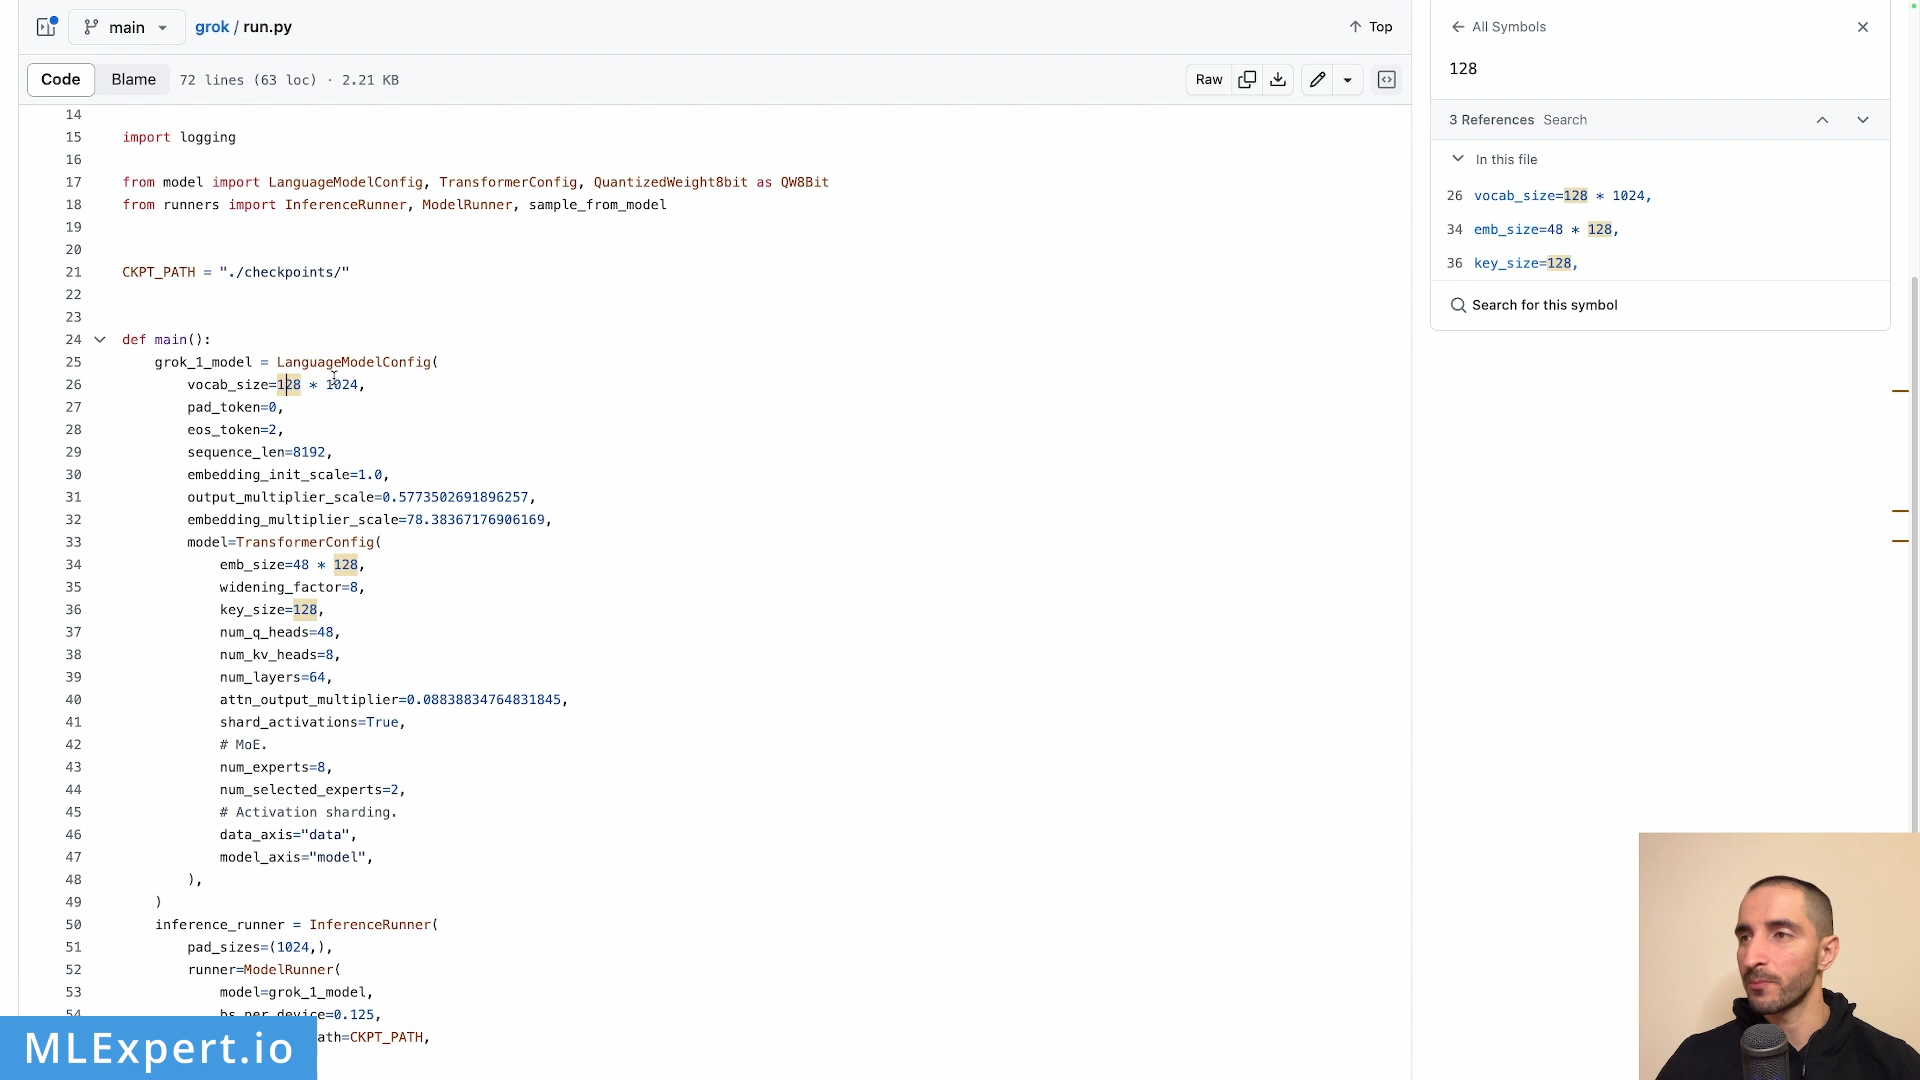 main
grok / run.py
Top
Code Blame 72 lines (63 loc) · 2.21 KB
Raw
14
15 import logging
16
17 from model import LanguageModelConfig, TransformerConfig, QuantizedWeight8bit as QW8Bit
18 from runners import InferenceRunner, ModelRunner, sample_from_model
19
20
21 CKPT_PATH = "./checkpoints/"
22
23
24 def main():
25 grok_1_model = LanguageModelConfig(
26 vocab_size=128 * 1024,
27 pad_token=0,
28 eos_token=2,
29 sequence_len=8192,
30 embedding_init_scale=1.0,
31 output_multiplier_scale=0.5773502691896257,
32 embedding_multiplier_scale=78.38367176906169,
33 model=TransformerConfig(
34 emb_size=48 * 128,
35 widening_factor=8,
36 key_size=128,
37 num_q_heads=48,
38 num_kv_heads=8,
39 num_layers=64,
40 attn_output_multiplier=0.08838834764831845,
41 shard_activations=True,
42 # MoE.
43 num_experts=8,
44 num_selected_experts=2,
45 # Activation sharding.
46 data_axis="data",
47 model_axis="model",
48 ),
49 )
50 inference_runner = InferenceRunner(
51 pad_sizes=(1024,),
52 runner=ModelRunner(
53 model=grok_1_model,
54 bs_per_device=0.125,
ath=CKPT_PATH,
All Symbols
128
3 References Search
In this file
26 vocab_size=128 * 1024,
34 emb_size=48 * 128,
36 key_size=128,
Search for this symbol
MLExpert.io